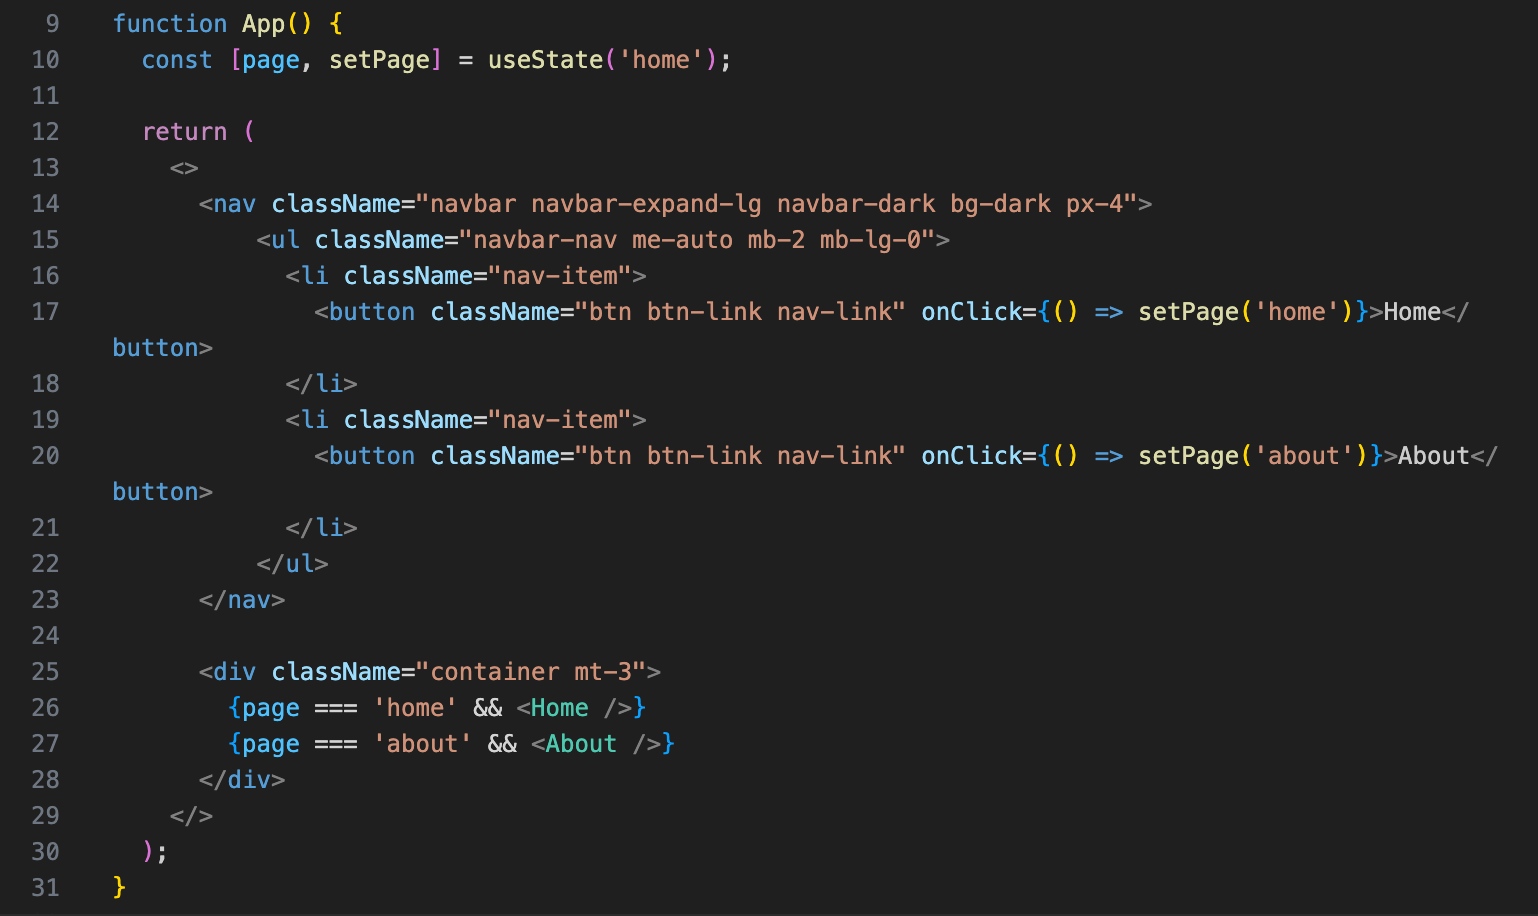 9 function App() {
10 const [page, setPage] = useState('home');
11
12 return (
13 <>
14 <nav className="navbar navbar-expand-lg navbar-dark bg-dark px-4">
15 <ul className="navbar-nav me-auto mb-2 mb-lg-0">
16 <li className="nav-item">
17 <button className="btn btn-link nav-link" onClick={() => setPage('home')}>Home</
button>
18 </li>
19 <li className="nav-item">
20 <button className="btn btn-link nav-link" onClick={() => setPage('about')}>About</
button>
21 </li>
22 </ul>
23 </nav>
24
25 <div className="container mt-3">
26 {page === 'home' && <Home />}
27 {page === 'about' && <About />}
28 </div>
29 </>
30 );
31 }